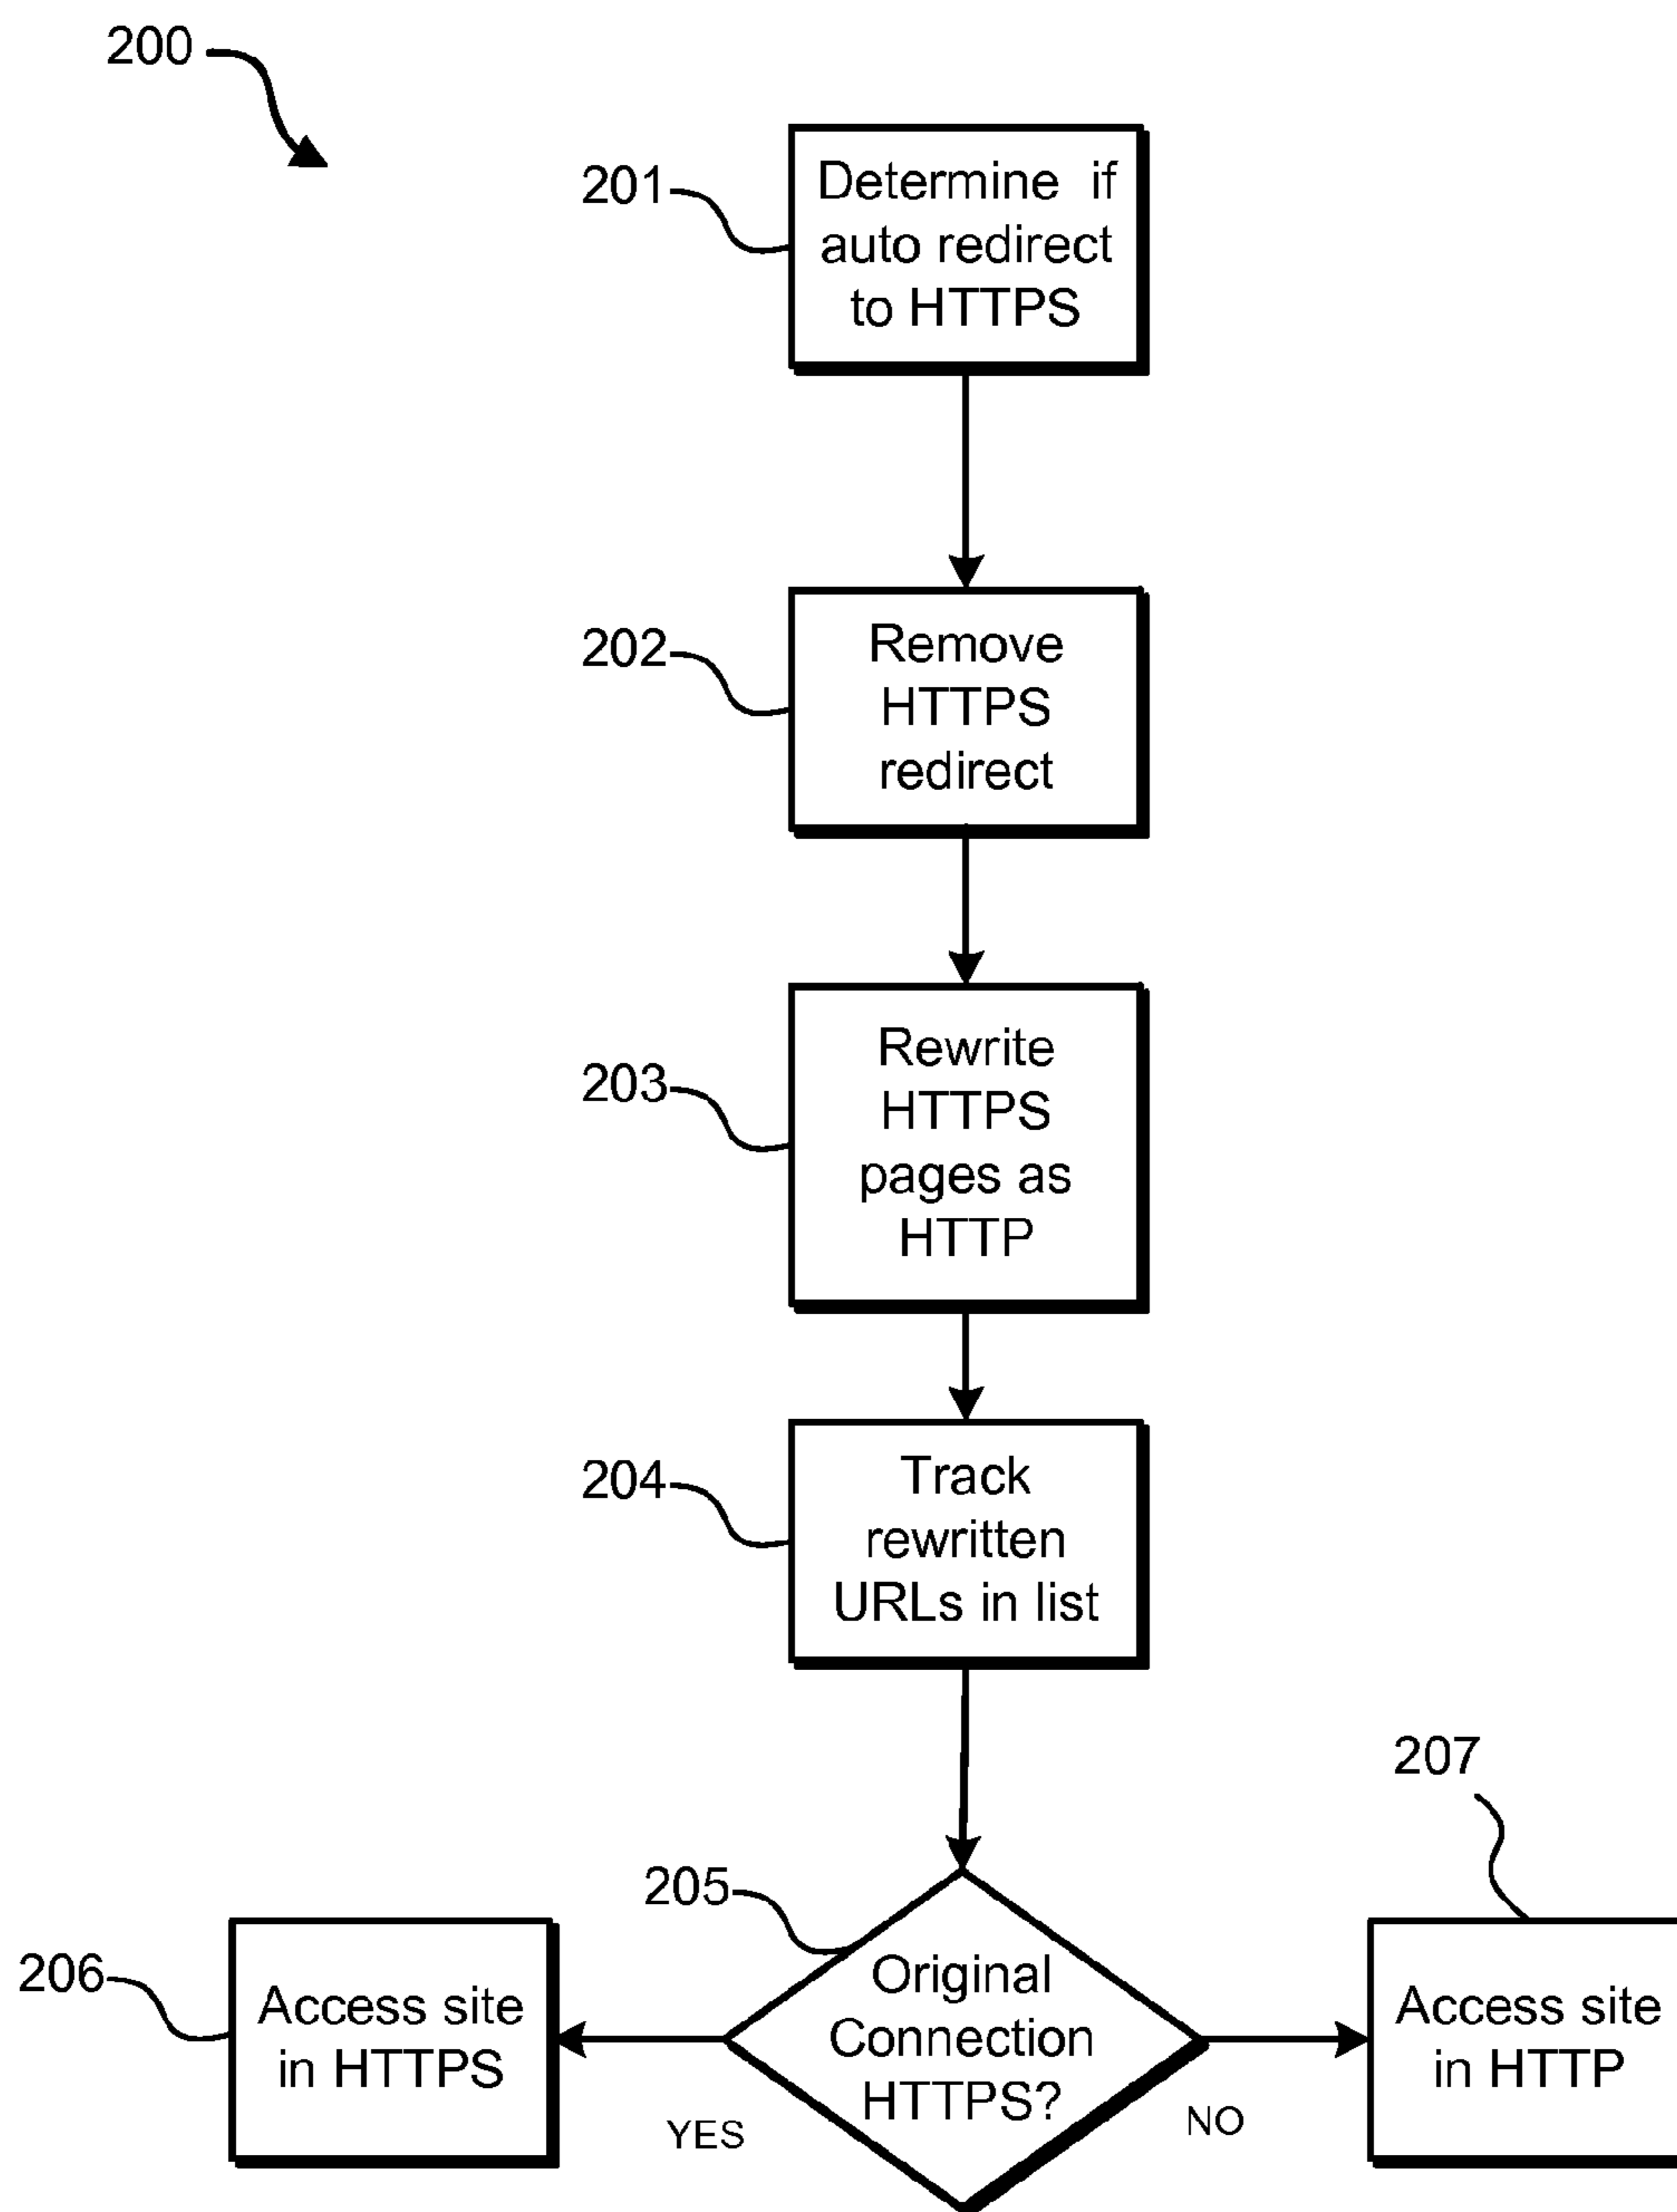 200
201
Determine if
auto redirect
to HTTPS
202
Remove
HTTPS
redirect
203
Rewrite
HTTPS
pages as
HTTP
204
Track
rewritten
URLs in list
205
Original
Connection
HTTPS?
YES
NO
206
Access site
in HTTPS
207
Access site
in HTTP